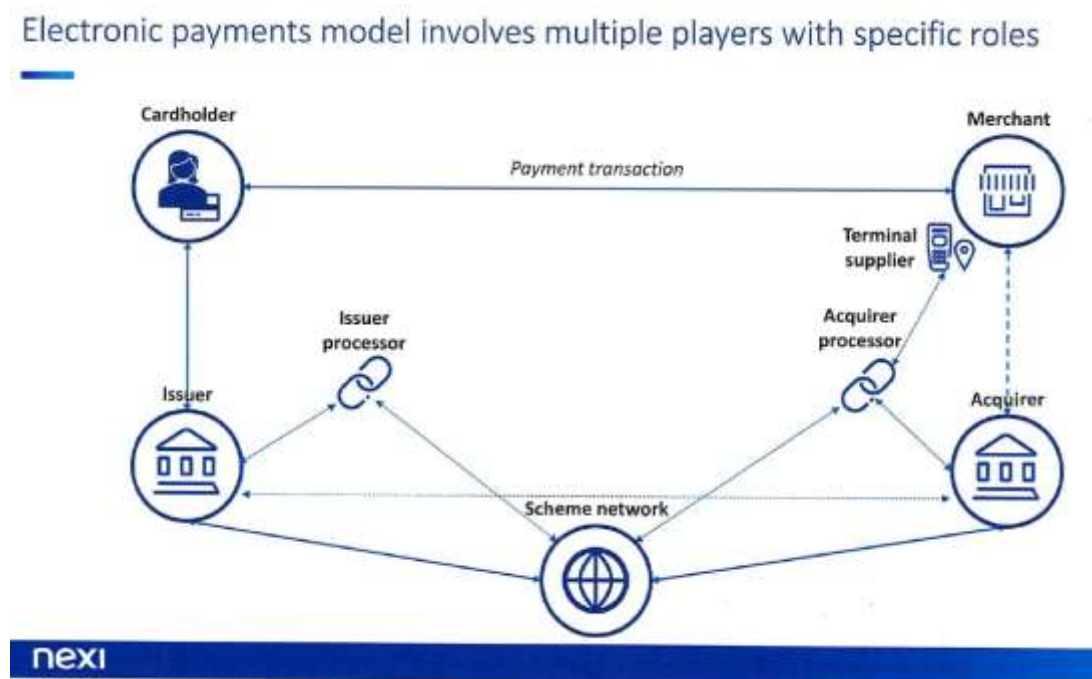 Electronic payments model involves multiple players with specific roles
Cardholder
Merchant
Payment transaction
Terminal
supplier
Issuer
processor
Acquirer
processor
Issuer
Acquirer
Scheme network
nexi